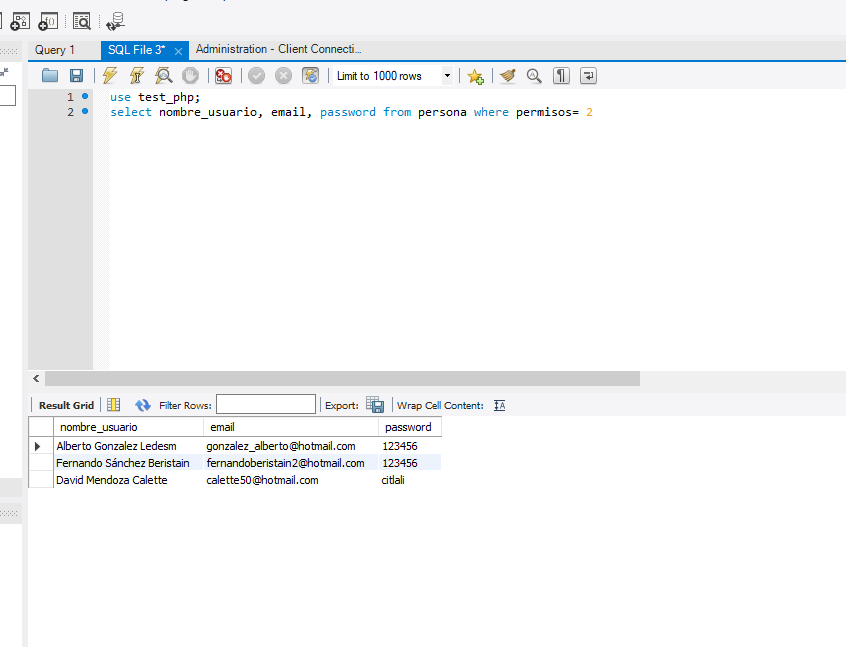 Query 1 SQL File 3* Administration - Client Connecti...
Limit to 1000 rows
1 use test_php;
2 select nombre_usuario, email, password from persona where permisos= 2
Result Grid Filter Rows: Export: Wrap Cell Content:
nombre_usuario email password
Alberto Gonzalez Ledesm gonzalez_alberto@hotmail.com 123456
Fernando Sánchez Beristain fernandoberistain2@hotmail.com 123456
David Mendoza Calette calette50@hotmail.com citlali